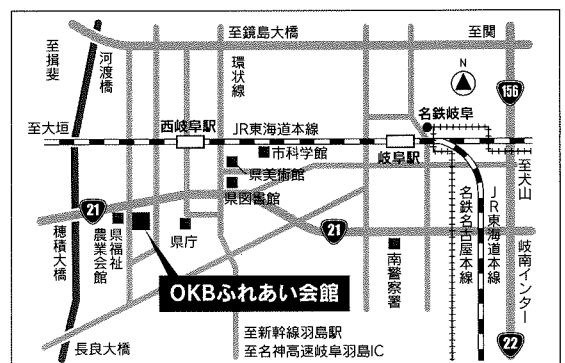 至鏡島大橋
至関
至揖斐
河渡橋
環状線
N
156
名鉄岐阜
至大垣
西岐阜駅
JR東海道本線
岐阜駅
市科学館
県美術館
県図書館
至犬山
21
穂積大橋
県福祉
農業会館
県庁
21
南警察署
名鉄名古屋本線
JR東海道本線
岐南インター
OKBふれあい会館
長良大橋
至新幹線羽島駅
至名神高速岐阜羽島IC
22